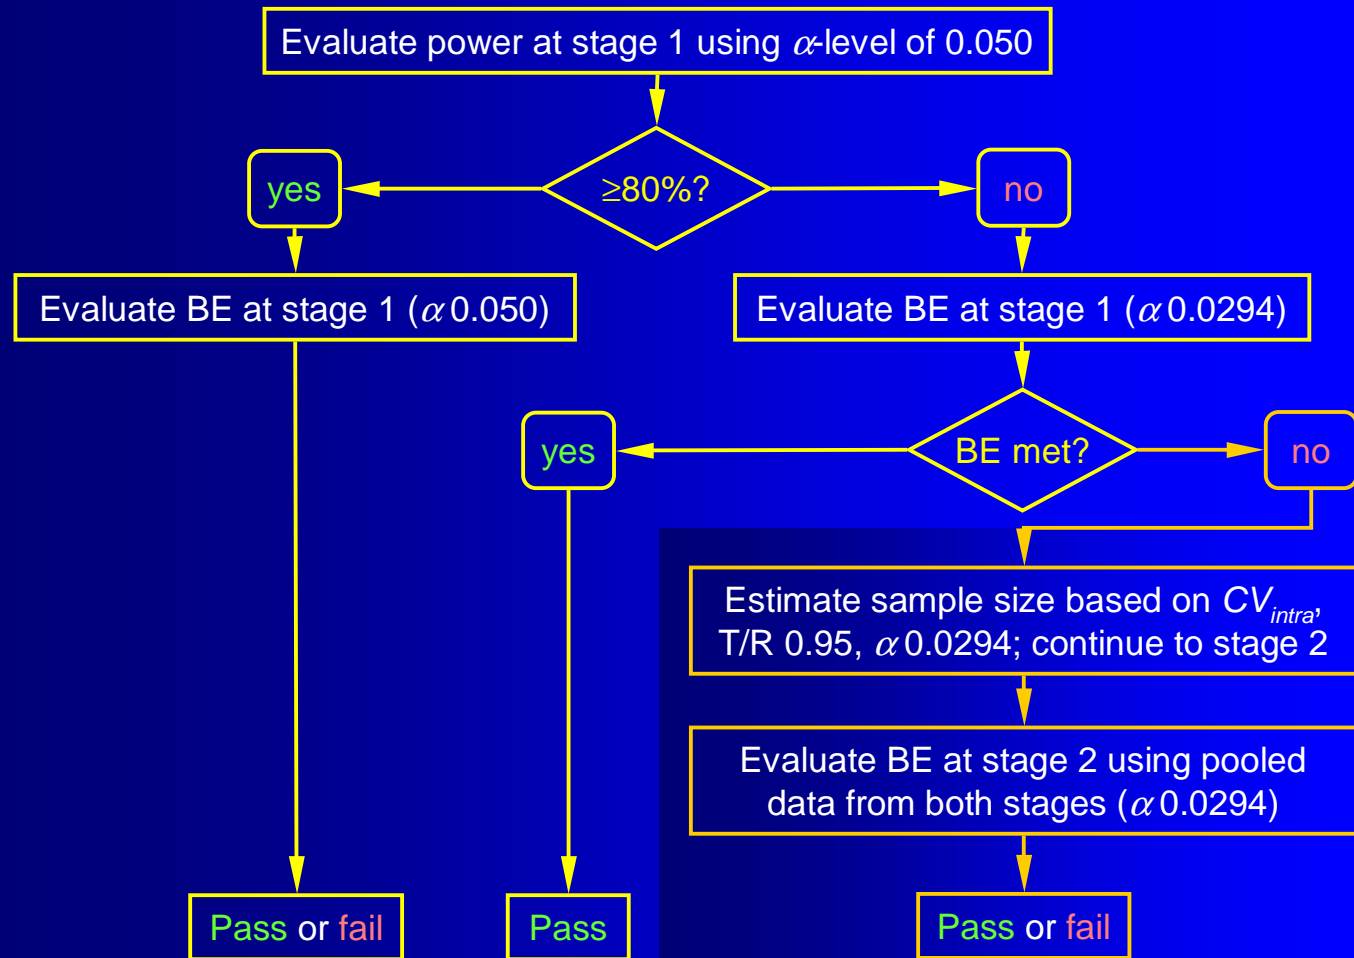 Evaluate power at stage 1 using α-level of 0.050
yes
≥80%?
no
Evaluate BE at stage 1 (α 0.050)
Evaluate BE at stage 1 (α 0.0294)
yes
BE met?
no
Estimate sample size based on CVintra,
T/R 0.95, α 0.0294; continue to stage 2
Evaluate BE at stage 2 using pooled
data from both stages (α 0.0294)
Pass or fail
Pass
Pass or fail